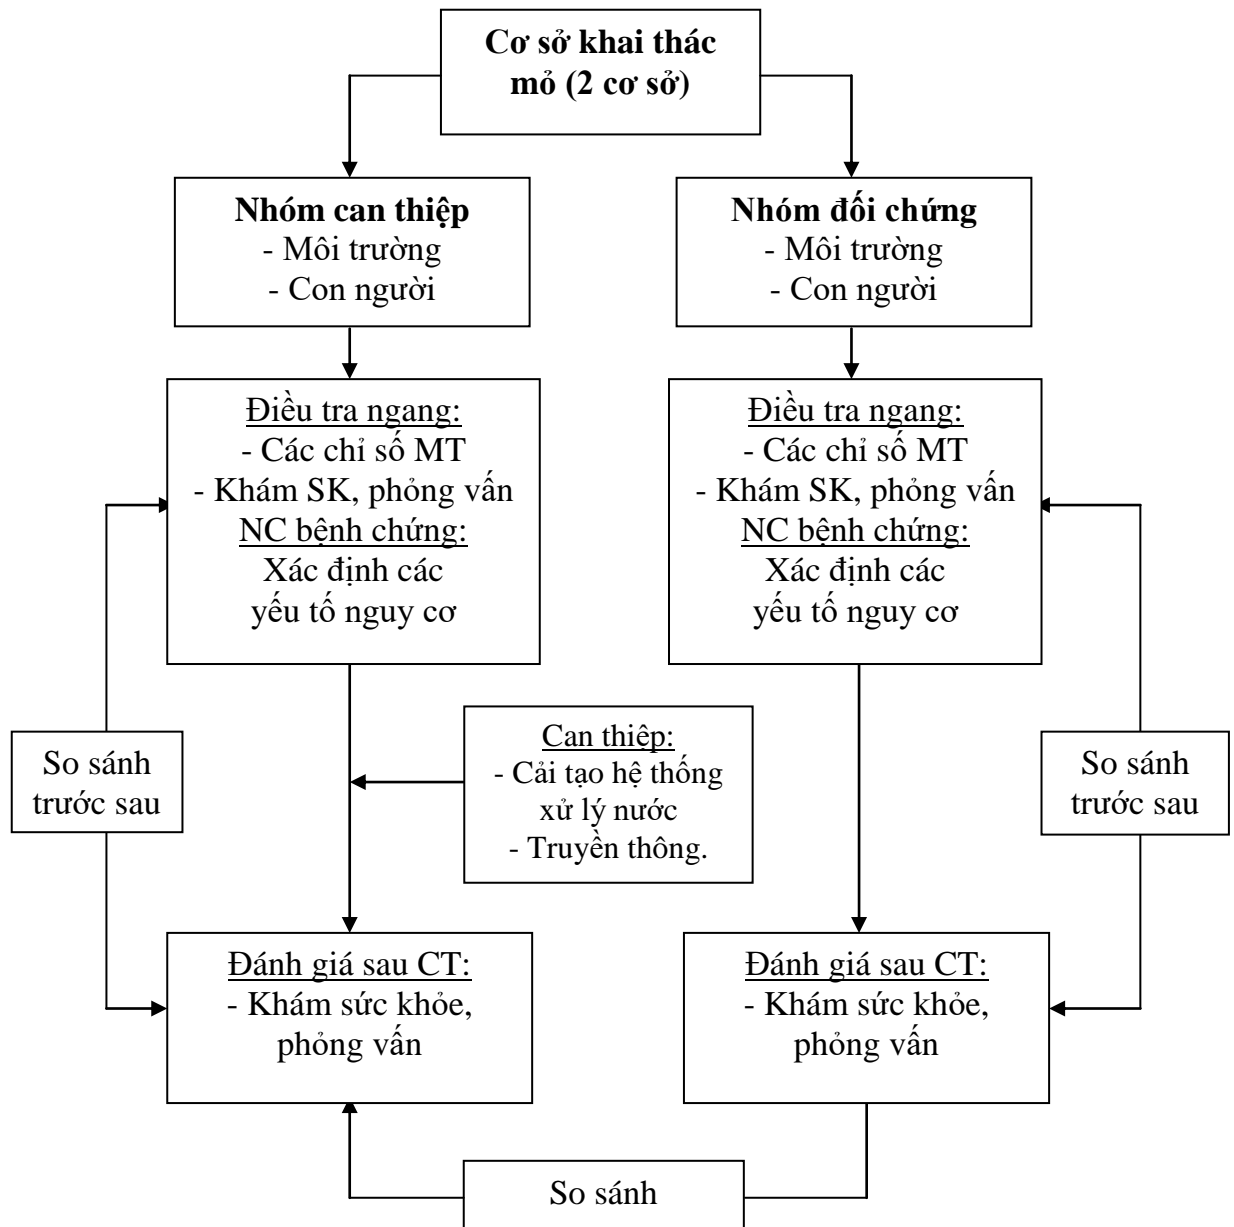 Cơ sở khai thác
mỏ (2 cơ sở)
Nhóm can thiệp
- Môi trường
- Con người
Nhóm đối chứng
- Môi trường
- Con người
Điều tra ngang:
- Các chỉ số MT
- Khám SK, phỏng vấn
NC bệnh chứng:
Xác định các
yếu tố nguy cơ
Điều tra ngang:
- Các chỉ số MT
- Khám SK, phỏng vấn
NC bệnh chứng:
Xác định các
yếu tố nguy cơ
So sánh
trước sau
Can thiệp:
- Cải tạo hệ thống
xử lý nước
- Truyền thông.
So sánh
trước sau
Đánh giá sau CT:
- Khám sức khỏe,
phỏng vấn
Đánh giá sau CT:
- Khám sức khỏe,
phỏng vấn
So sánh